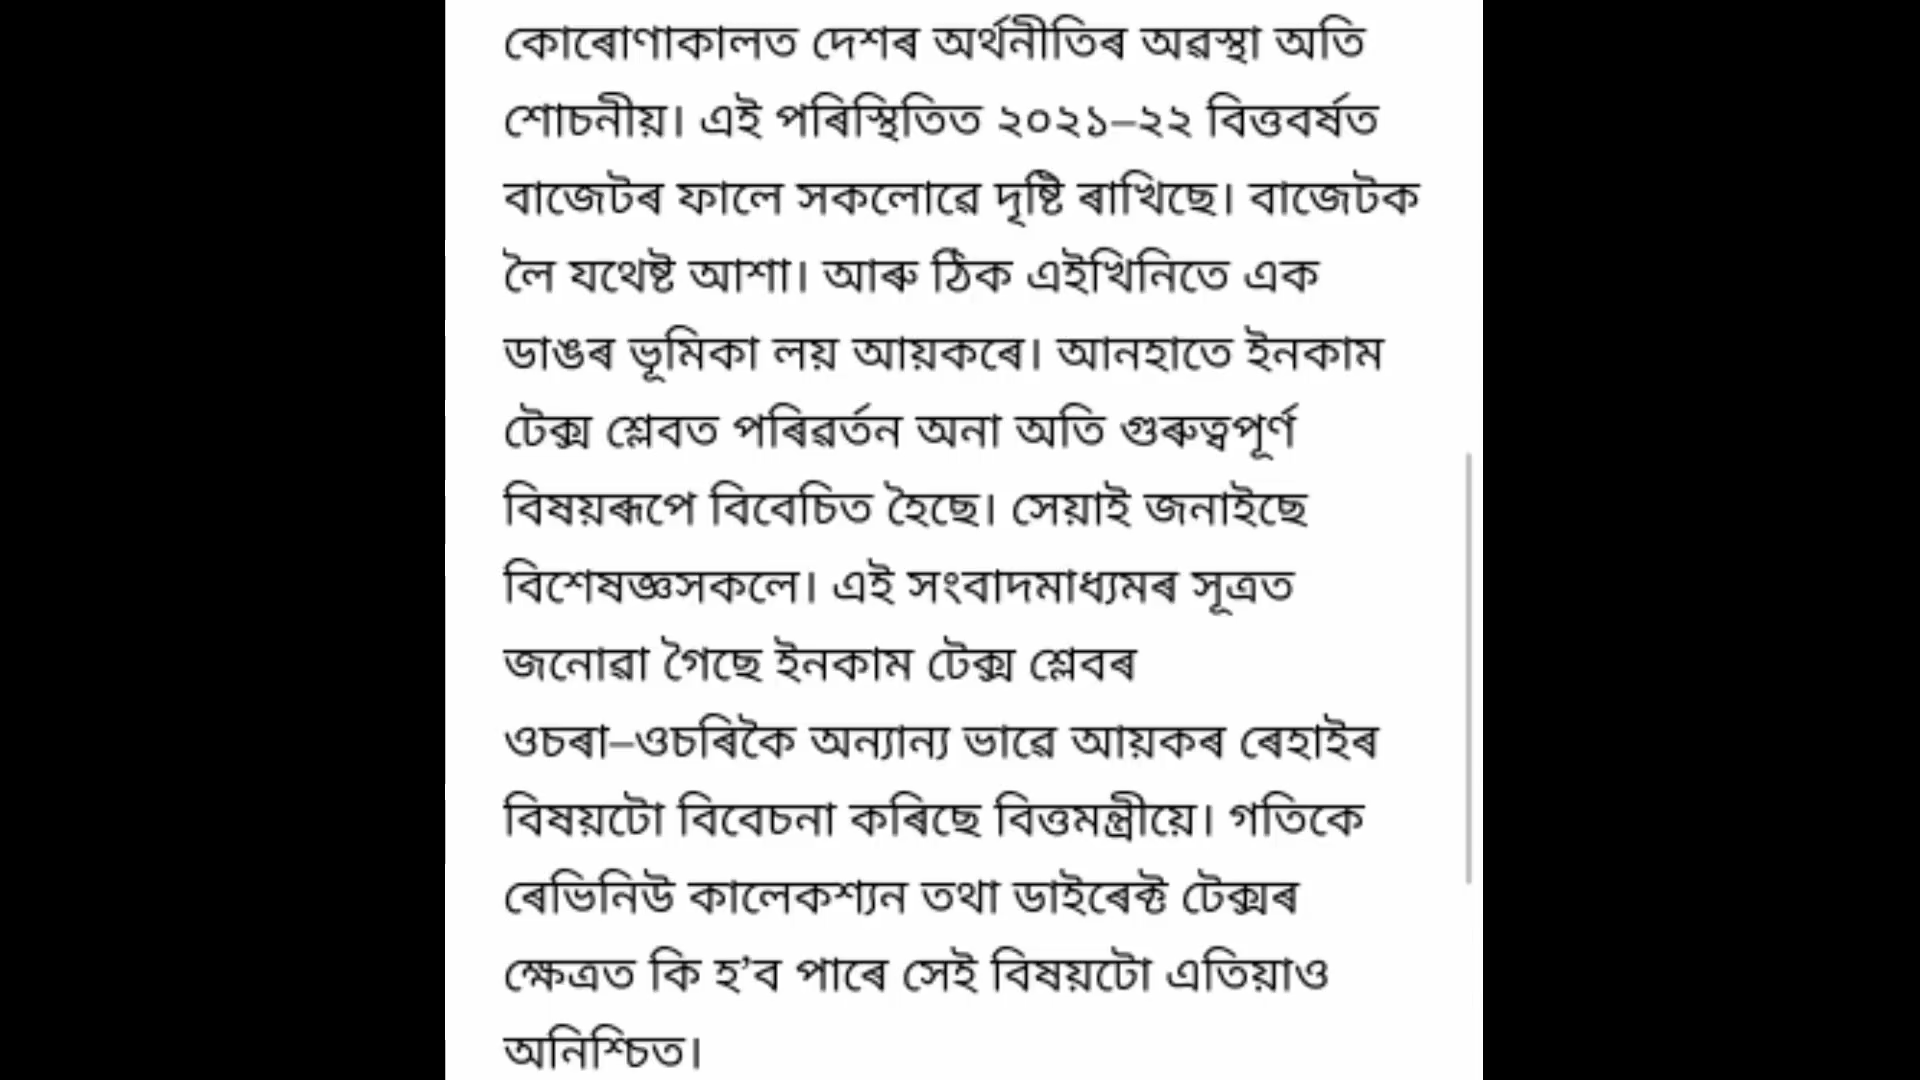 কোৰোণাকালত দেশৰ অৰ্থনীতিৰ অৱস্থা অতি
শোচনীয়। এই পৰিস্থিতিত ২০২১–২২ বিত্তবৰ্ষত
বাজেটৰ ফালে সকলোৱে দৃষ্টি ৰাখিছে। বাজেটক
লৈ যথেষ্ট আশা। আৰু ঠিক এইখিনিতে এক
ডাঙৰ ভূমিকা লয় আয়কৰে। আনহাতে ইনকাম
টেক্স শ্লেবত পৰিৱৰ্তন অনা অতি গুৰুত্বপূৰ্ণ
বিষয়ৰূপে বিবেচিত হৈছে। সেয়াই জনাইছে
বিশেষজ্ঞসকলে। এই সংবাদমাধ্যমৰ সূত্ৰত
জনোৱা গৈছে ইনকাম টেক্স শ্লেবৰ
ওচৰা–ওচৰিকৈ অন্যান্য ভাৱে আয়কৰ ৰেহাইৰ
বিষয়টো বিবেচনা কৰিছে বিত্তমন্ত্ৰীয়ে। গতিকে
ৰেভিনিউ কালেকশ্যন তথা ডাইৰেক্ট টেক্সৰ
ক্ষেত্ৰত কি হ’ব পাৰে সেই বিষয়টো এতিয়াও
অনিশ্চিত।